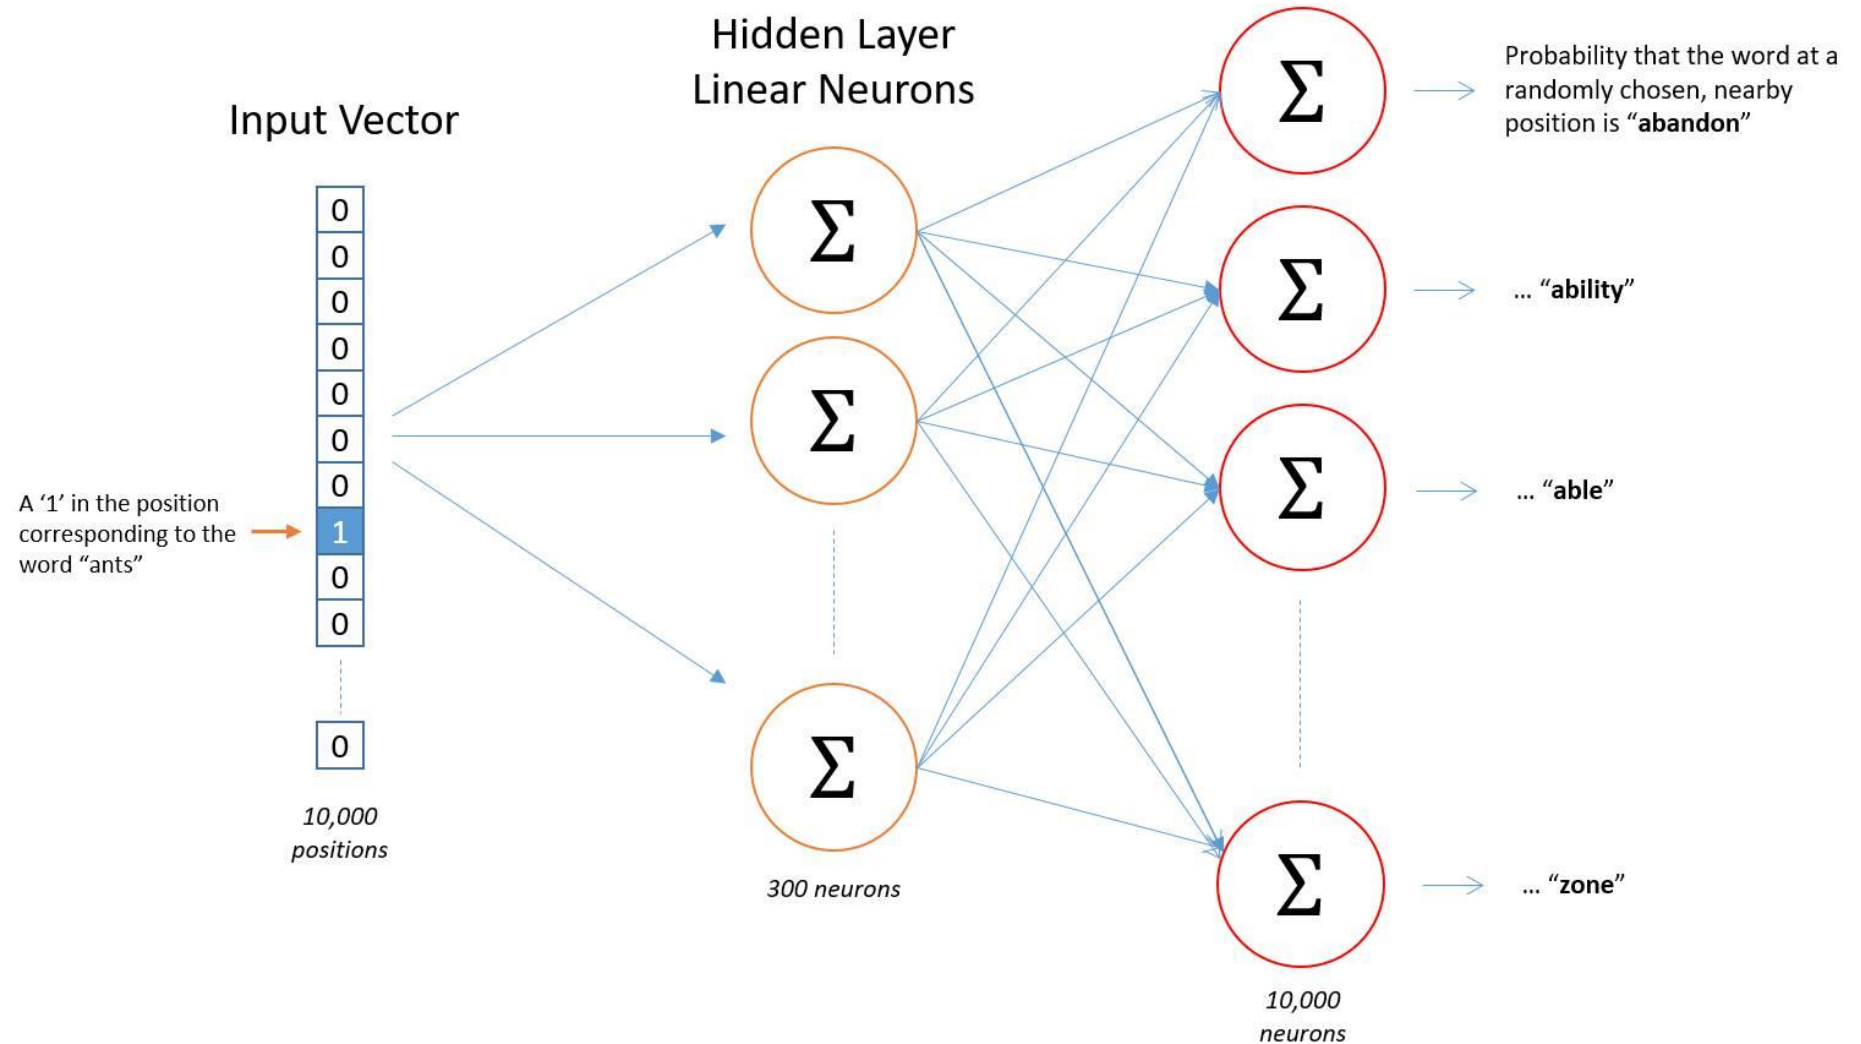 Hidden Layer
Linear Neurons
Input Vector
0
0
0
0
0
0
0
1
0
0
0
A ‘1’ in the position
corresponding to the
word “ants”
10,000
positions
Σ
Σ
Σ
300 neurons
Σ
Σ
Σ
Σ
10,000
neurons
Probability that the word at a
randomly chosen, nearby
position is “abandon”
... “ability”
... “able”
... “zone”